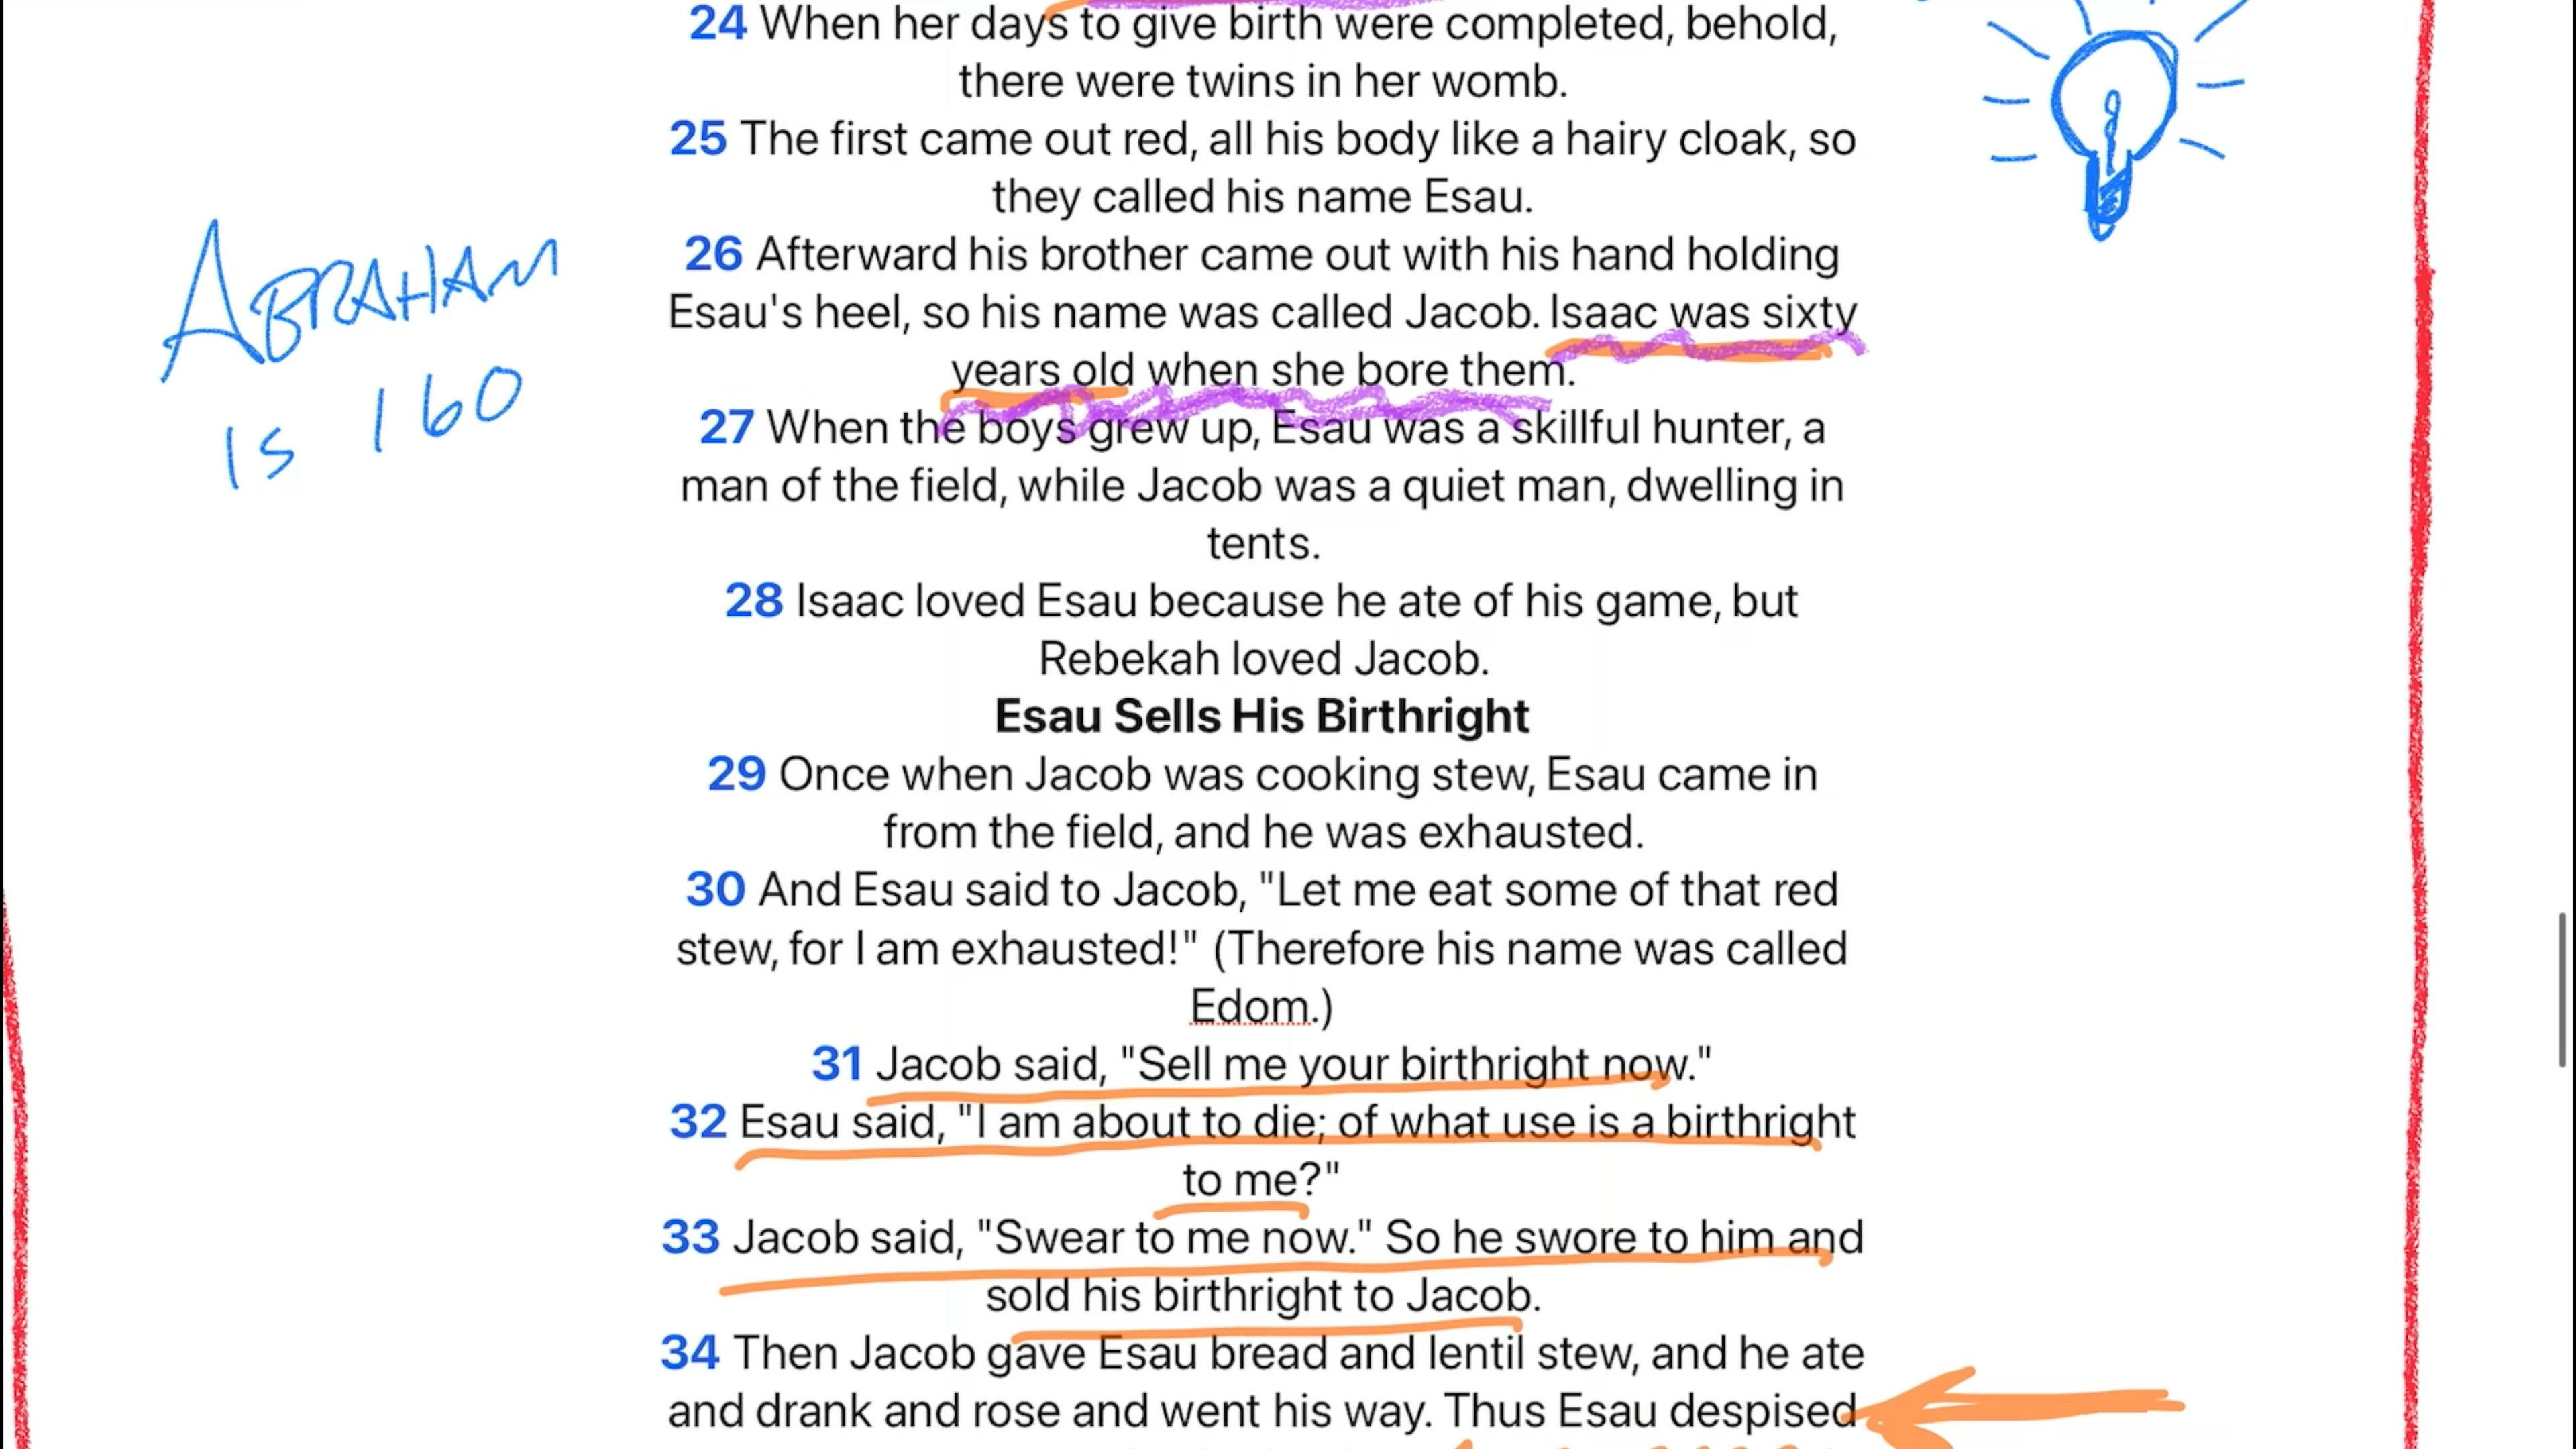 24 When her days to give birth were completed, behold,
there were twins in her womb.
25 The first came out red, all his body like a hairy cloak, so
they called his name Esau.
26 Afterward his brother came out with his hand holding
Esau's heel, so his name was called Jacob. Isaac was sixty
years old when she bore them.
ABRAHAM
IS 160
27 When the boys grew up, Esau was a skillful hunter, a
man of the field, while Jacob was a quiet man, dwelling in
tents.
28 Isaac loved Esau because he ate of his game, but
Rebekah loved Jacob.
Esau Sells His Birthright
29 Once when Jacob was cooking stew, Esau came in
from the field, and he was exhausted.
30 And Esau said to Jacob, "Let me eat some of that red
stew, for I am exhausted!" (Therefore his name was called
Edom.)
31 Jacob said, "Sell me your birthright now."
32 Esau said, "I am about to die; of what use is a birthright
to me?"
33 Jacob said, "Swear to me now." So he swore to him and
sold his birthright to Jacob.
34 Then Jacob gave Esau bread and lentil stew, and he ate
and drank and rose and went his way. Thus Esau despised